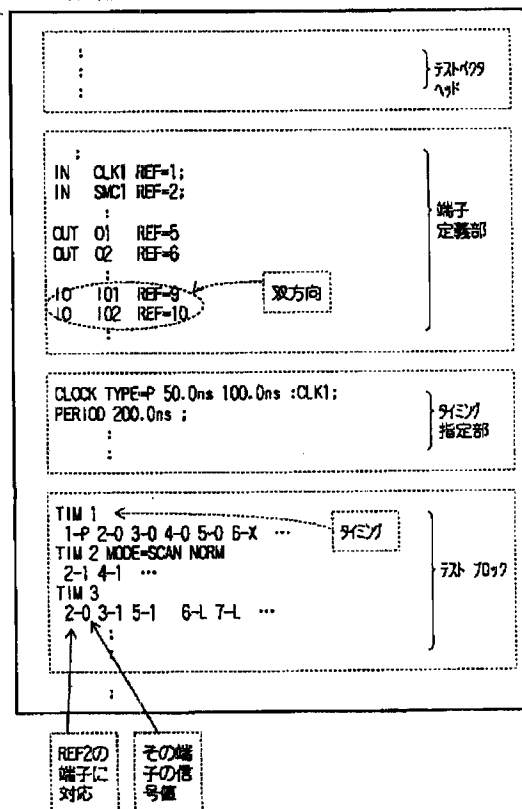 :
:
:
テストベクタ
ヘッド
:
IN CLK1 REF=1;
IN SMC1 REF=2;
:
OUT O1 REF=5
OUT O2 REF=6
:
IO IO1 REF=9
IO IO2 REF=10
:
双方向
端子
定義部
CLOCK TYPE=P 50.0ns 100.0ns :CLK1;
PERIOD 200.0ns ;
:
:
タイミング
指定部
TIM 1
1-P 2-0 3-0 4-0 5-0 6-X …
TIM 2 MODE=SCAN NORM
2-1 4-1 …
TIM 3
2-0 3-1 5-1 6-L 7-L …
:
:
タイミング
テスト ブロック
:
REF2の
端子に
対応
その端
子の信
号値